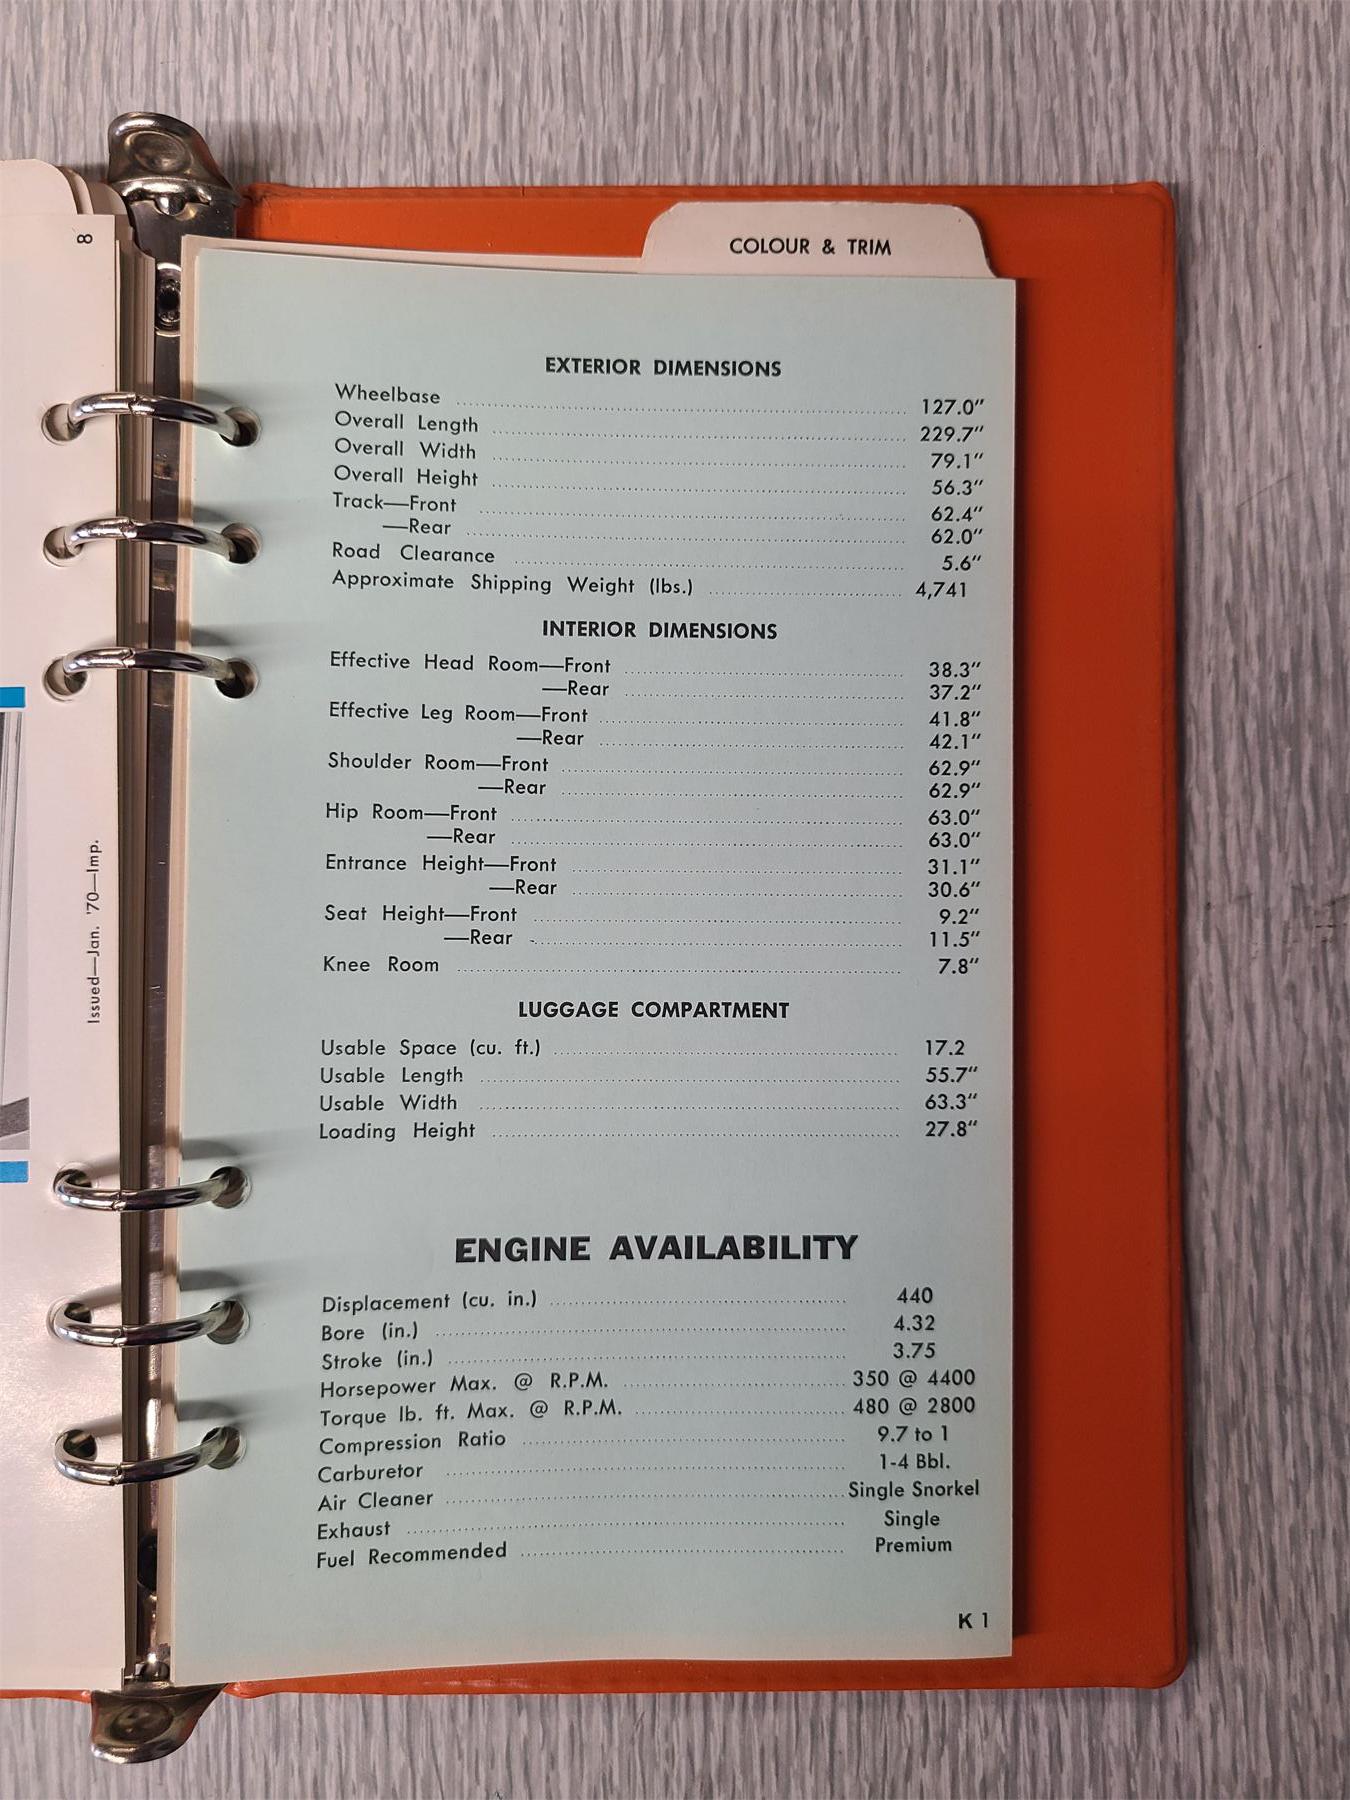 8
Issued—Jan. '70—Imp.
COLOUR & TRIM
EXTERIOR DIMENSIONS
Wheelbase 127.0"
Overall Length 229.7"
Overall Width 79.1"
Overall Height 56.3"
Track—Front 62.4"
—Rear 62.0"
Road Clearance 5.6"
Approximate Shipping Weight (lbs.) 4,741
INTERIOR DIMENSIONS
Effective Head Room—Front 38.3"
—Rear 37.2"
Effective Leg Room—Front 41.8"
—Rear 42.1"
Shoulder Room—Front 62.9"
—Rear 62.9"
Hip Room—Front 63.0"
—Rear 63.0"
Entrance Height—Front 31.1"
—Rear 30.6"
Seat Height—Front 9.2"
—Rear 11.5"
Knee Room 7.8"
LUGGAGE COMPARTMENT
Usable Space (cu. ft.) 17.2
Usable Length 55.7"
Usable Width 63.3"
Loading Height 27.8"
ENGINE AVAILABILITY
Displacement (cu. in.) 440
Bore (in.) 4.32
Stroke (in.) 3.75
Horsepower Max. @ R.P.M. 350 @ 4400
Torque lb. ft. Max. @ R.P.M. 480 @ 2800
Compression Ratio 9.7 to 1
Carburetor 1-4 Bbl.
Air Cleaner Single Snorkel
Exhaust Single
Fuel Recommended Premium
K 1